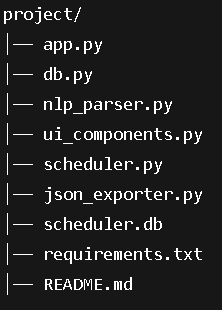 project/
│── app.py
│── db.py
│── nlp_parser.py
│── ui_components.py
│── scheduler.py
│── json_exporter.py
│── scheduler.db
│── requirements.txt
│── README.md